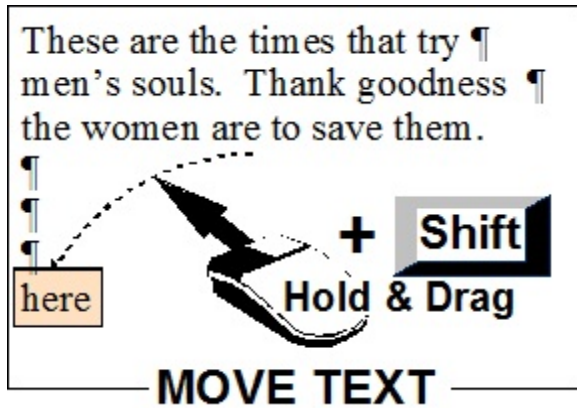 These are the times that try ¶
men’s souls.  Thank goodness  ¶
the women are to save them.
¶
¶
¶
here
+ Shift
Hold & Drag
MOVE TEXT